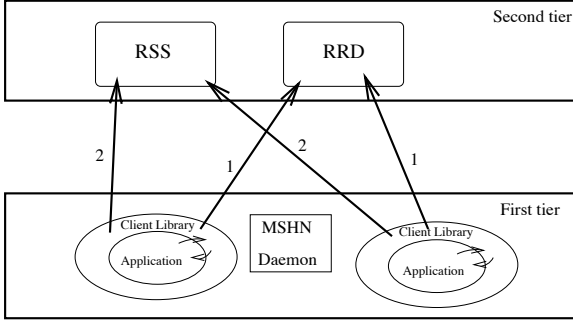 Second tier
RSS
RRD
2
1
2
1
First tier
Client Library
Application
MSHN
Daemon
Client Library
Application